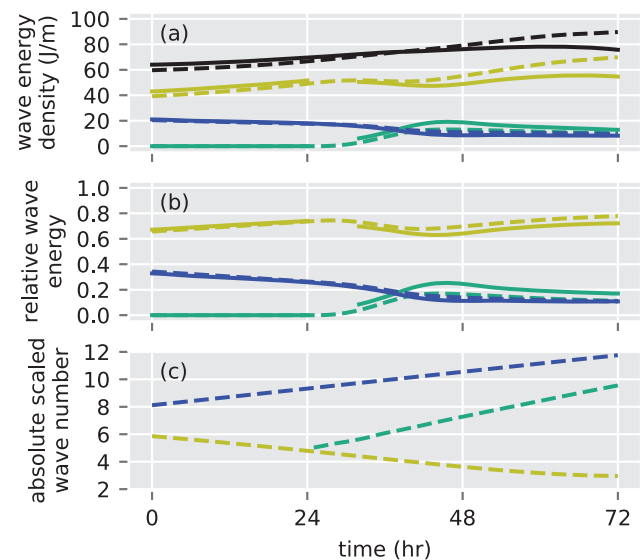 wave energy
density (J/m)
100
80
60
40
20
0
(a)
relative wave
energy
1.0
0.8
0.6
0.4
0.2
0.0
(b)
absolute scaled
wave number
12
10
8
6
4
2
(c)
0 24 48 72
time (hr)